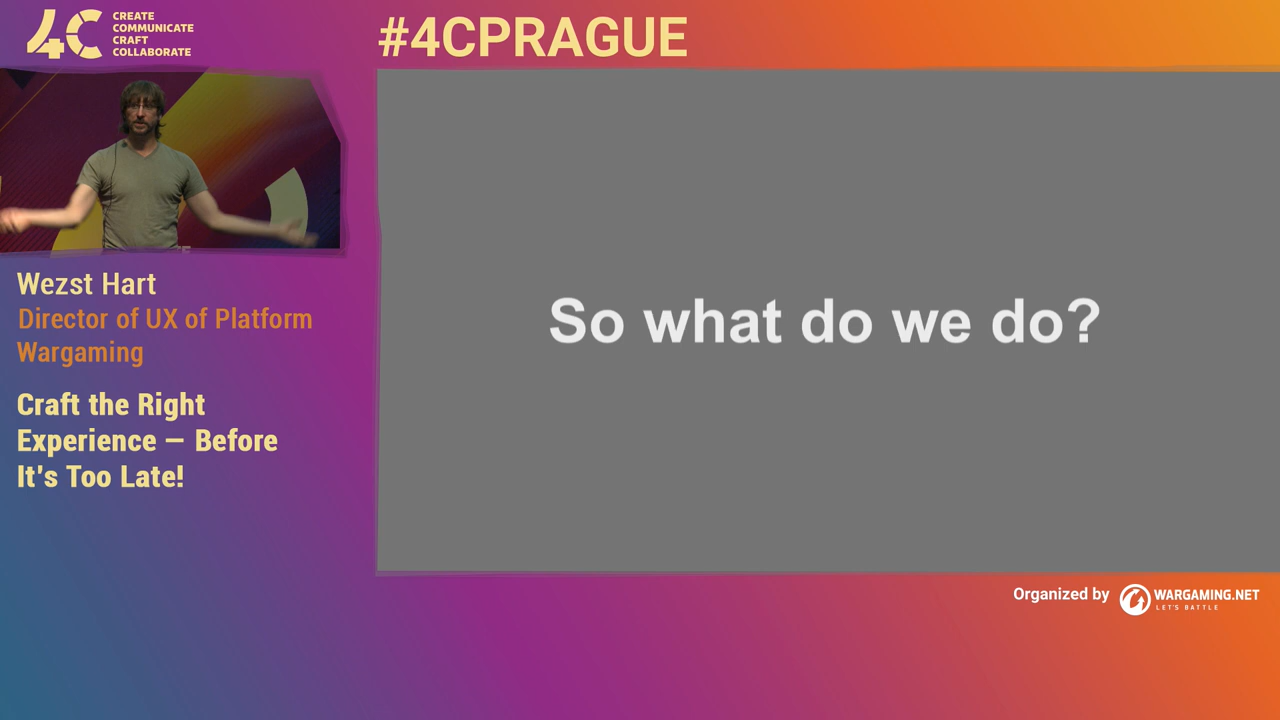 4C
CREATE
COMMUNICATE
CRAFT
COLLABORATE
#4CPRAGUE
Wezst Hart
Director of UX of Platform
Wargaming
Craft the Right
Experience — Before
It's Too Late!
So what do we do?
Organized by
WARGAMING.NET
LET'S BATTLE